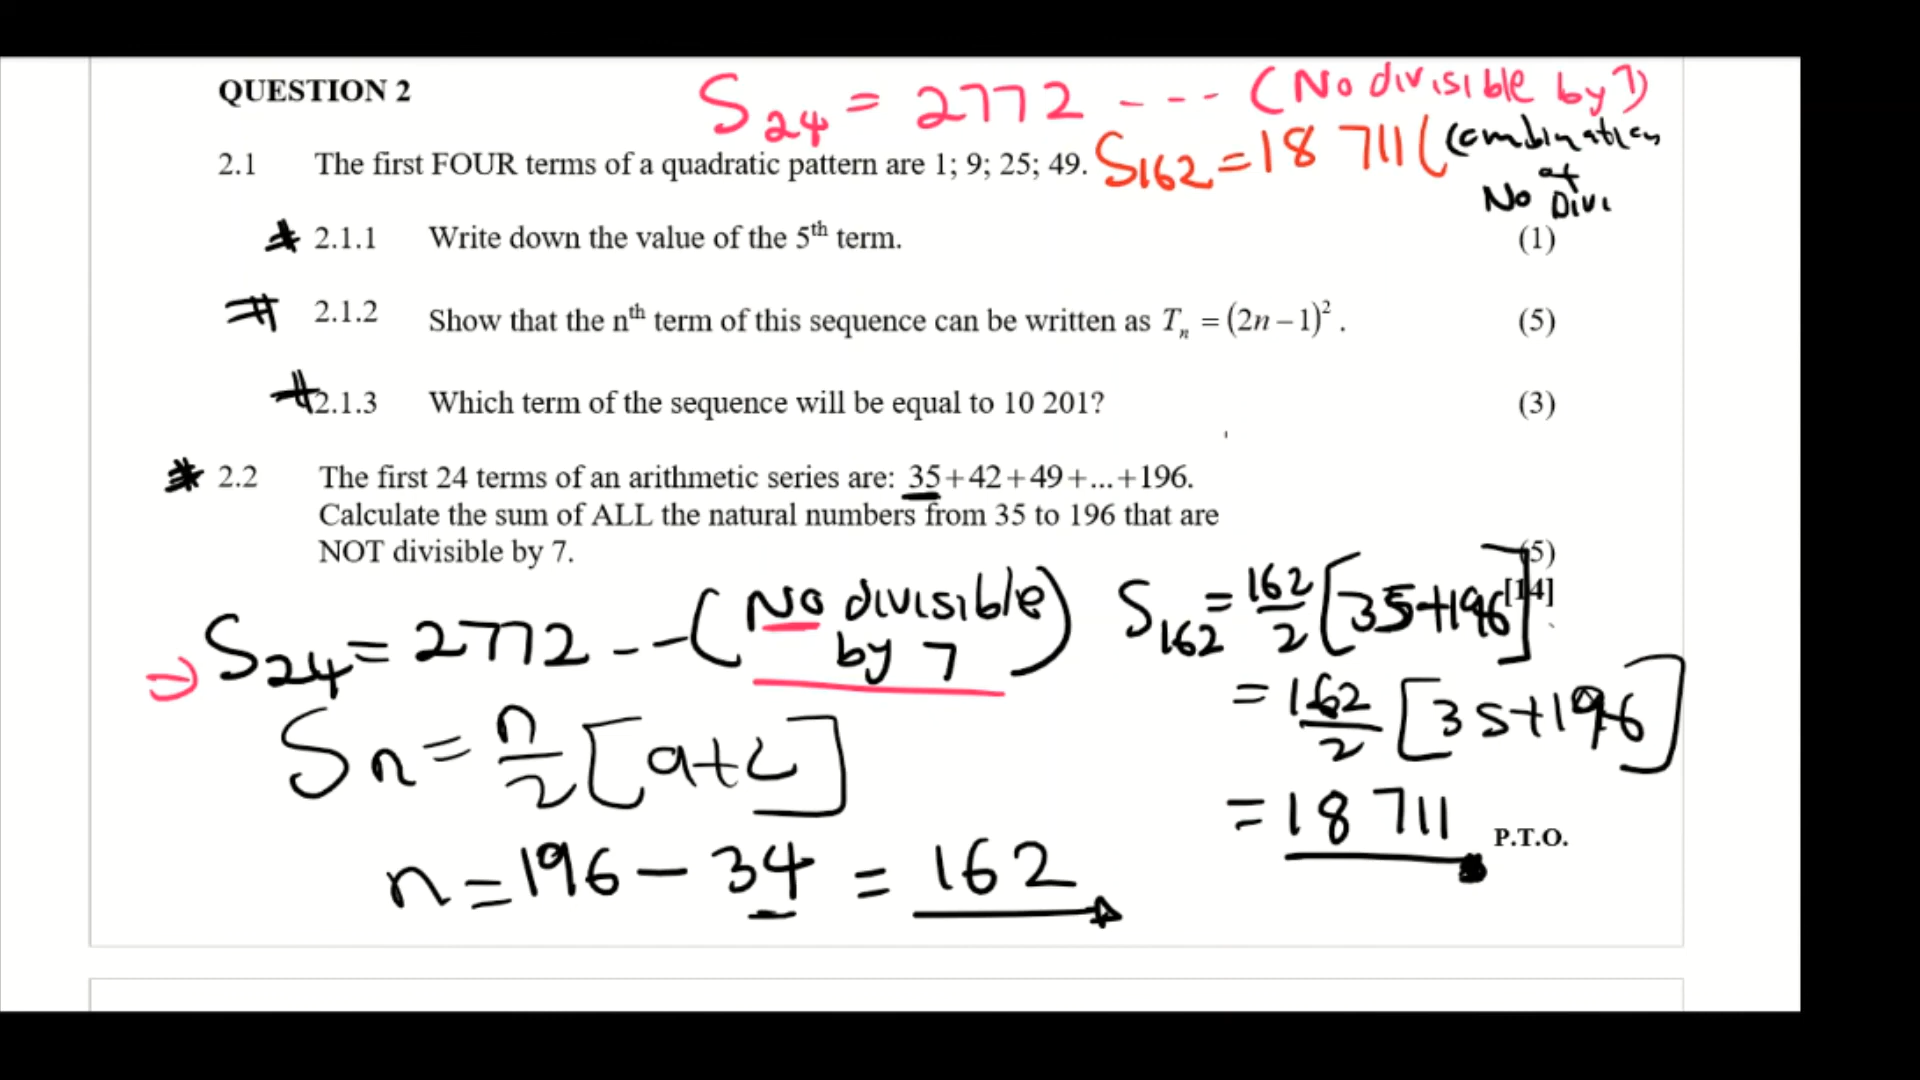 QUESTION 2
S24 = 2772 --- (No divisible by 7)
2.1 The first FOUR terms of a quadratic pattern are 1; 9; 25; 49.
S162 = 18 711 (Combination
of
No Divi
2.1.1 Write down the value of the 5th term. (1)
2.1.2 Show that the nth term of this sequence can be written as Tn = (2n – 1)². (5)
2.1.3 Which term of the sequence will be equal to 10 201? (3)
2.2 The first 24 terms of an arithmetic series are: 35+42+49+...+196.
Calculate the sum of ALL the natural numbers from 35 to 196 that are
NOT divisible by 7. (5)
[14]
⇒ S24 = 2772 -- (No divisible
by 7)
Sn = n/2 [a+L]
n = 196 – 34 = 162
S162 = 162/2 [35+196]
= 162/2 [35+196]
= 18 711
P.T.O.